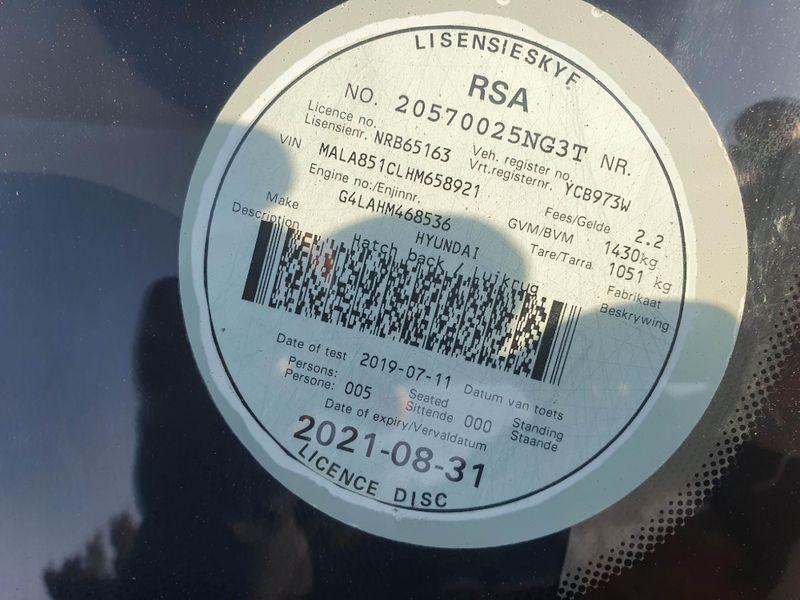 LISENSIESKYF
RSA
NO. 20570025NG3T NR.
Licence no. NRB65163 Veh. register no. YCB973W
Lisensienr. Vrt.registernr.
VIN MALA851CLHM658921 Fees/Gelde 2.2
Engine no./Enjinnr. GVM/BVM 1430kg
G4LAHM468536 Tare/Tarra 1051 kg
Make HYUNDAI Fabrikaat
Description Hatch back / Luikrug Beskrywing
Date of test 2019-07-11 Datum van toets
Persons: 005 Seated 000 Standing
Persone: Sittende Staande
Date of expiry/Vervaldatum
2021-08-31
LICENCE DISC